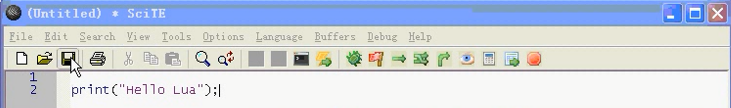 (Untitled) * SciTE
File Edit Search View Tools Options Language Buffers Debug Help
1
2 print("Hello Lua");